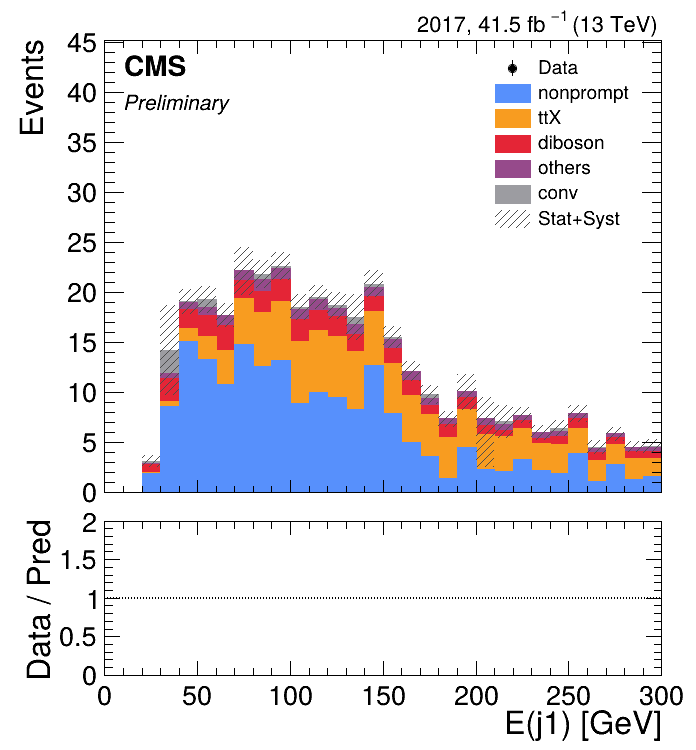 2017, 41.5 fb⁻¹ (13 TeV)
Events
CMS
Preliminary
Data
nonprompt
ttX
diboson
others
conv
Stat+Syst
45
40
35
30
25
20
15
10
5
0
Data / Pred
2
1.5
1
0.5
0
0 50 100 150 200 250 300
E(j1) [GeV]